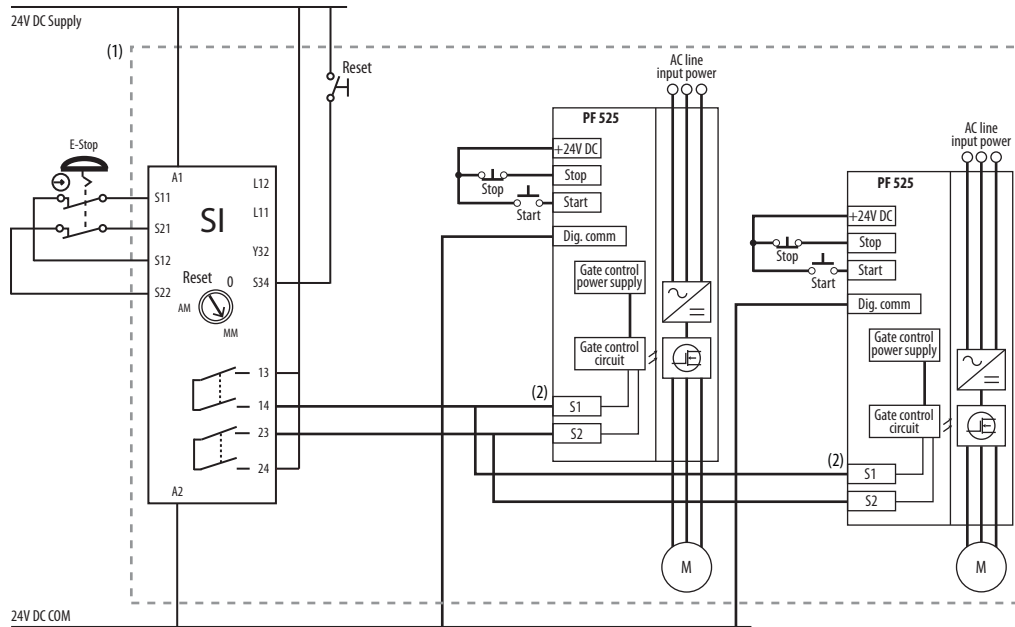 24V DC Supply
(1)
Reset
E-Stop
A1
S11
S21
S12
S22
SI
L12
L11
Y32
S34
Reset
0
AM
MM
13
14
23
24
A2
AC line
input power
PF 525
+24V DC
Stop
Start
Stop
Start
Dig. comm
Gate control
power supply
Gate control
circuit
(2)
S1
S2
M
AC line
input power
PF 525
+24V DC
Stop
Start
Stop
Start
Dig. comm
Gate control
power supply
Gate control
circuit
(2)
S1
S2
M
24V DC COM